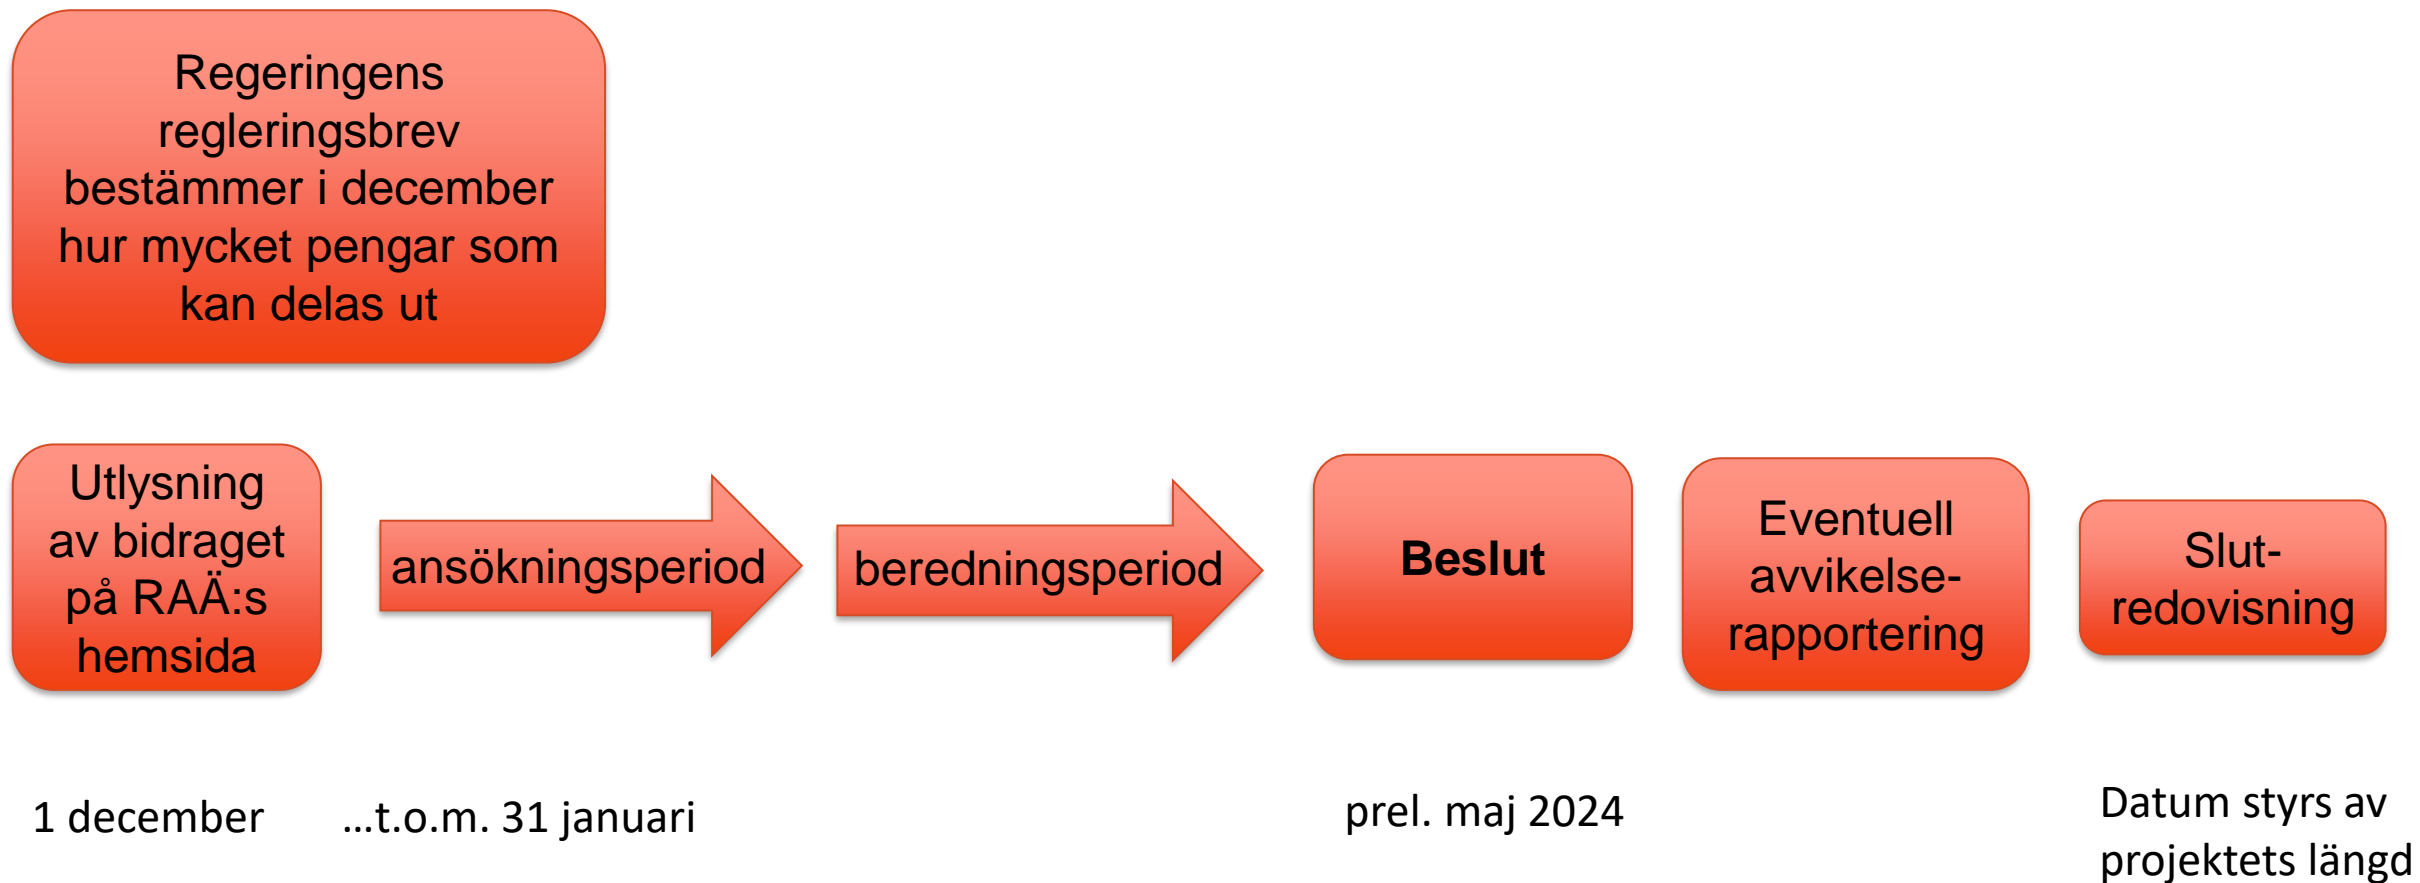 Regeringens
regleringsbrev
bestämmer i december
hur mycket pengar som
kan delas ut
Utlysning
av bidraget
på RAÄ:s
hemsida
ansökningsperiod
beredningsperiod
Beslut
Eventuell
avvikelse-
rapportering
Slut-
redovisning
1 december
...t.o.m. 31 januari
prel. maj 2024
Datum styrs av
projektets längd